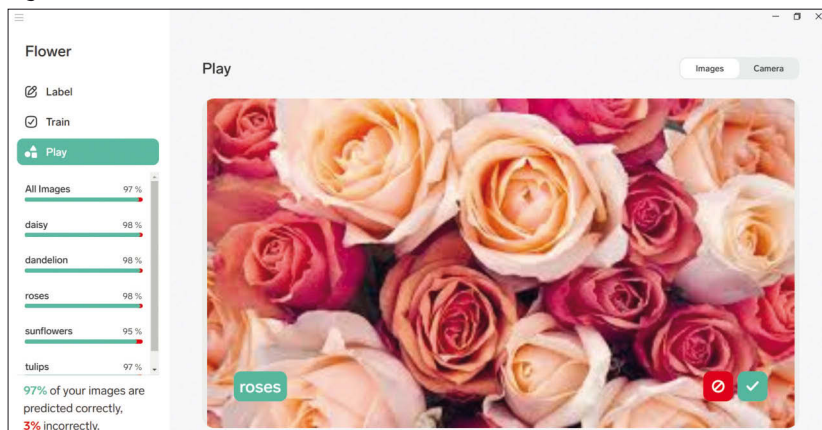 Flower
Label
Train
Play
All Images 97 %
daisy 98 %
dandelion 98 %
roses 98 %
sunflowers 95 %
tulips 97 %
97% of your images are
predicted correctly,
3% incorrectly.
Play
Images Camera
roses